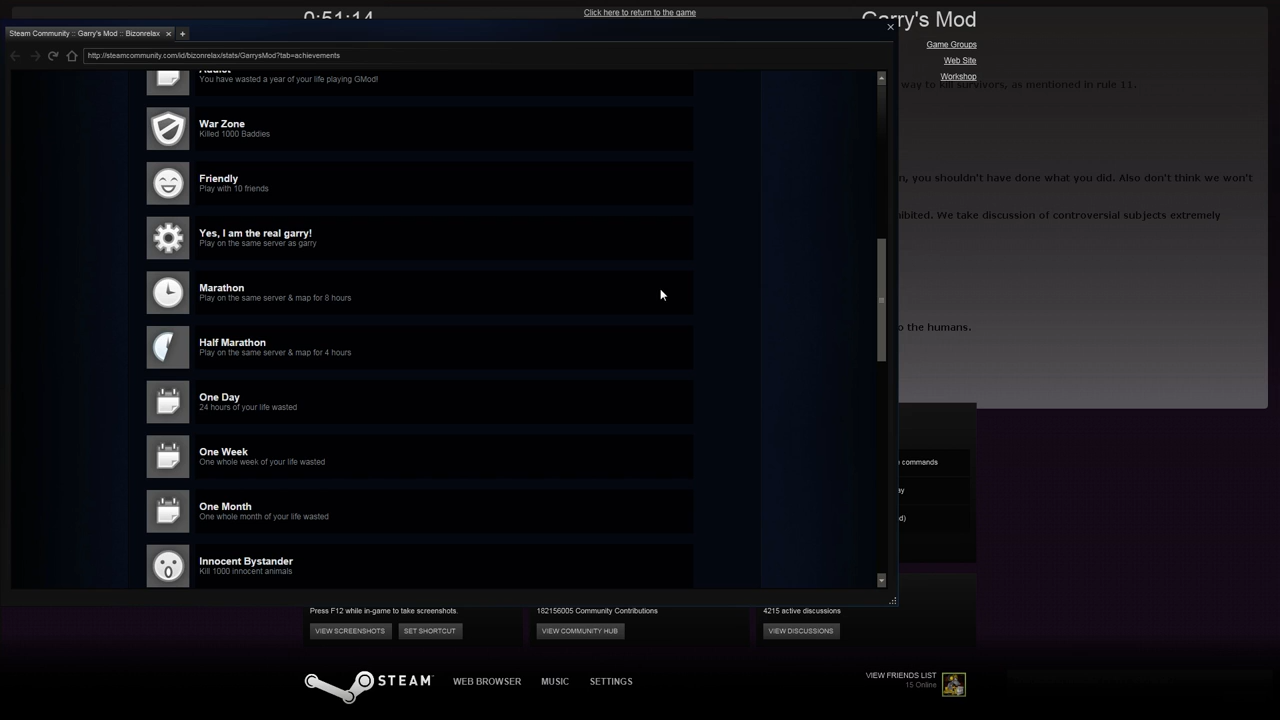 0:51:14
Click here to return to the game
Garry's Mod
Game Groups
Web Site
Workshop
Steam Community :: Garry's Mod :: Bizonrelax
http://steamcommunity.com/id/bizonrelax/stats/GarrysMod?tab=achievements
Addict
You have wasted a year of your life playing GMod!
War Zone
Killed 1000 Baddies
Friendly
Play with 10 friends
Yes, I am the real garry!
Play on the same server as garry
Marathon
Play on the same server & map for 8 hours
Half Marathon
Play on the same server & map for 4 hours
One Day
24 hours of your life wasted
One Week
One whole week of your life wasted
One Month
One whole month of your life wasted
Innocent Bystander
Kill 1000 innocent animals
way to kill survivors, as mentioned in rule 11.
n, you shouldn't have done what you did. Also don't think we won't
ibited. We take discussion of controversial subjects extremely
o the humans.
commands
ay
d)
Press F12 while in-game to take screenshots.
VIEW SCREENSHOTS SET SHORTCUT
182156005 Community Contributions
VIEW COMMUNITY HUB
4215 active discussions
VIEW DISCUSSIONS
STEAM WEB BROWSER MUSIC SETTINGS
VIEW FRIENDS LIST
15 Online